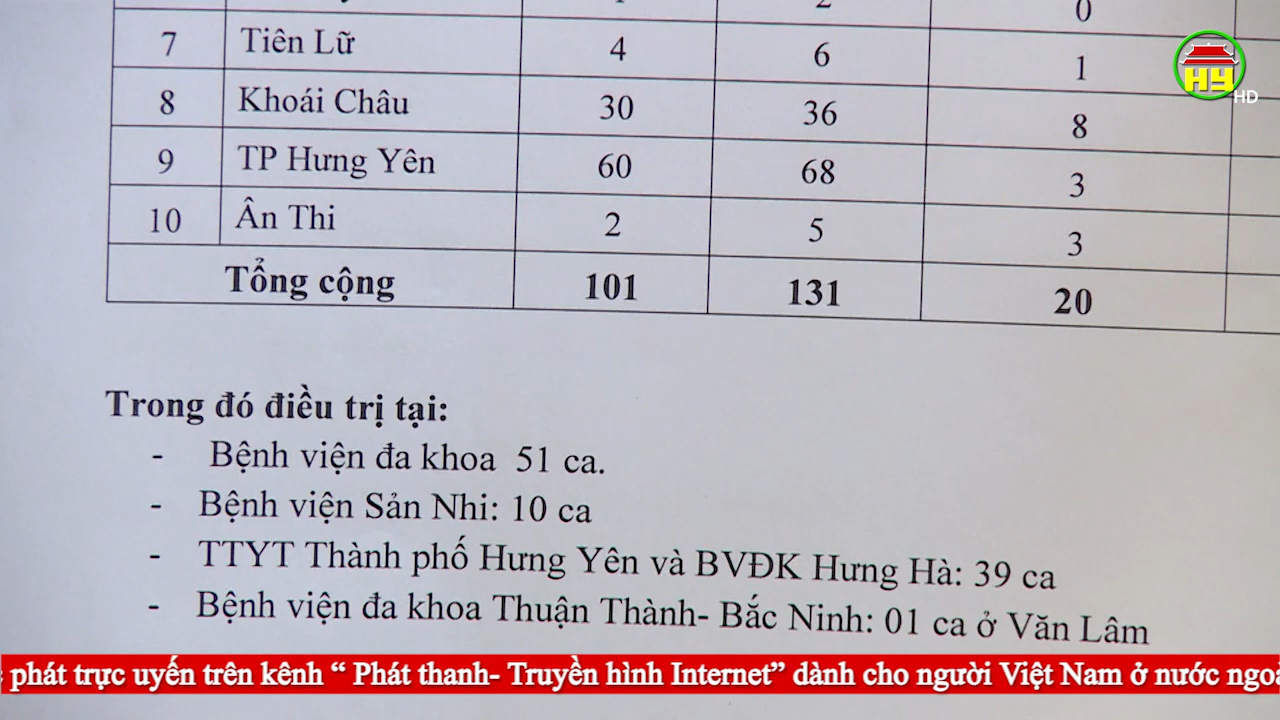 0
7 Tiên Lữ 4 6 1
8 Khoái Châu 30 36 8
9 TP Hưng Yên 60 68 3
10 Ân Thi 2 5 3
Tổng cộng 101 131 20
Trong đó điều trị tại:
- Bệnh viện đa khoa 51 ca.
- Bệnh viện Sản Nhi: 10 ca
- TTYT Thành phố Hưng Yên và BVĐK Hưng Hà: 39 ca
- Bệnh viện đa khoa Thuận Thành- Bắc Ninh: 01 ca ở Văn Lâm
phát trực uyến trên kênh “ Phát thanh- Truyền hình Internet” dành cho người Việt Nam ở nước
HY
HD